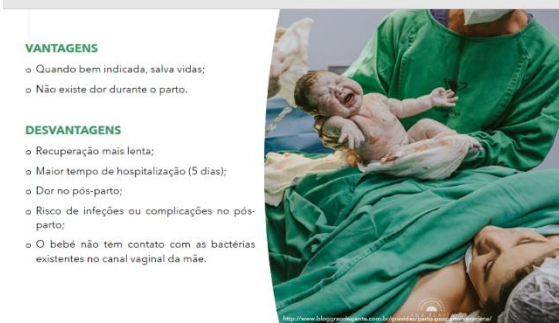 VANTAGENS
o Quando bem indicada, salva vidas;
o Não existe dor durante o parto.
DESVANTAGENS
o Recuperação mais lenta;
o Maior tempo de hospitalização (5 dias);
o Dor no pós-parto;
o Risco de infeções ou complicações no pós-
parto;
o O bebé não tem contato com as bactérias
existentes no canal vaginal da mãe.